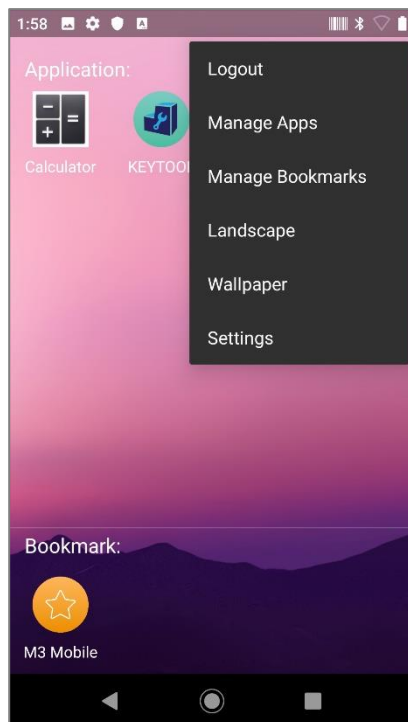 1:58
Application:
Logout
Manage Apps
Calculator
KEYTOO
Manage Bookmarks
Landscape
Wallpaper
Settings
Bookmark:
M3 Mobile